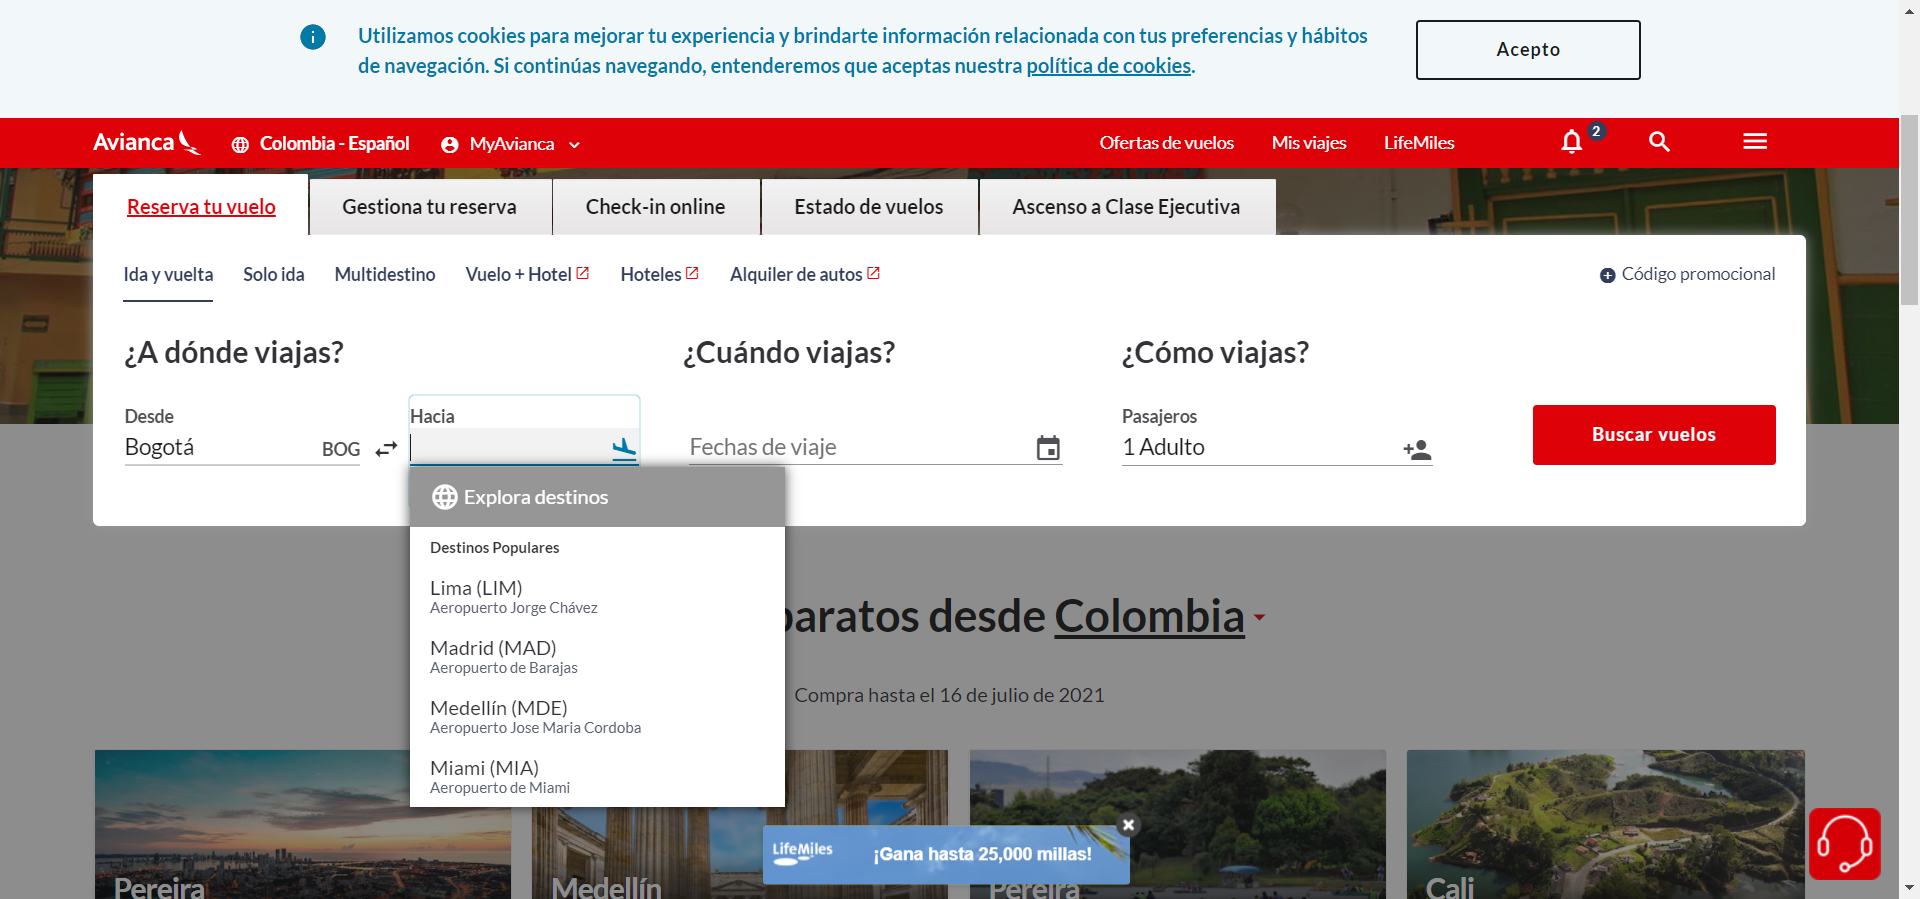 Utilizamos cookies para mejorar tu experiencia y brindarte información relacionada con tus preferencias y hábitos
de navegación. Si continúas navegando, entenderemos que aceptas nuestra política de cookies.
Acepto
Avianca
Colombia - Español
MyAvianca
Ofertas de vuelos
Mis viajes
LifeMiles
2
Reserva tu vuelo
Gestiona tu reserva
Check-in online
Estado de vuelos
Ascenso a Clase Ejecutiva
Ida y vuelta
Solo ida
Multidestino
Vuelo + Hotel
Hoteles
Alquiler de autos
Código promocional
¿A dónde viajas?
¿Cuándo viajas?
¿Cómo viajas?
Desde
Bogotá
BOG
Hacia
Fechas de viaje
Pasajeros
1 Adulto
Buscar vuelos
Explora destinos
Destinos Populares
Lima (LIM)
Aeropuerto Jorge Chávez
Madrid (MAD)
Aeropuerto de Barajas
Medellín (MDE)
Aeropuerto Jose Maria Cordoba
Miami (MIA)
Aeropuerto de Miami
baratos desde Colombia
Compra hasta el 16 de julio de 2021
LifeMiles
¡Gana hasta 25,000 millas!
Pereira
Medellín
Pereira
Cali